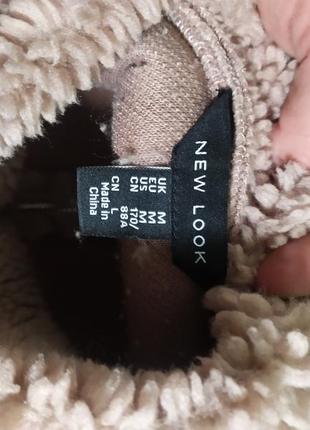 NEW LOOK
UK M
US M
EU M
CN 170/
88A
CN L
Made in
China